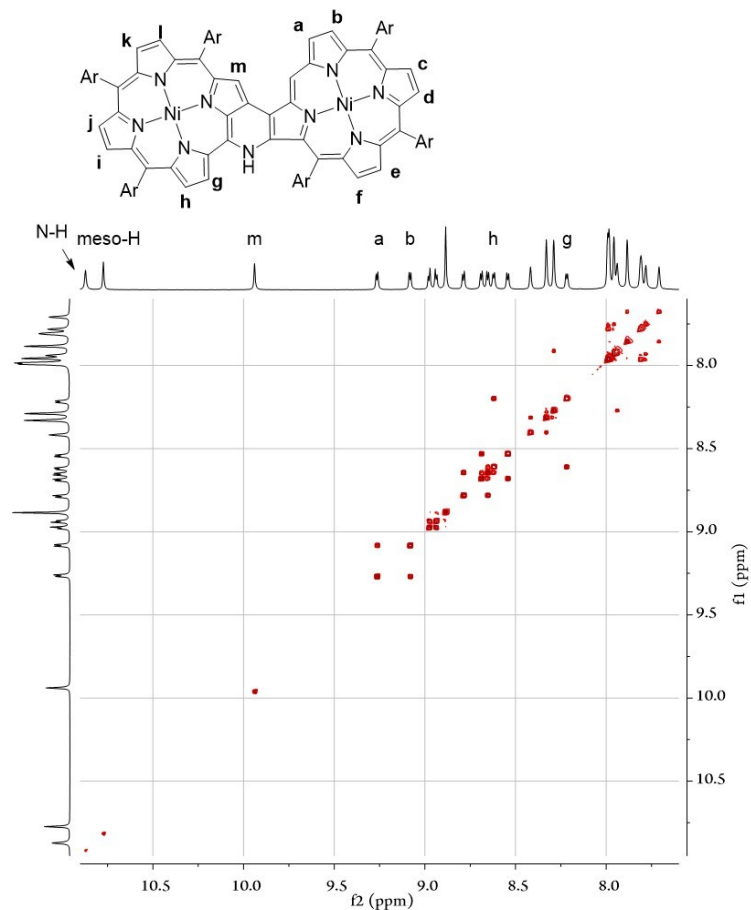 a b
k l Ar Ar
Ar m c
N N
N Ni N N Ni N d
j N N
i N Ar
Ar H g Ar e
h f
N-H meso-H m a b h g
8.0
8.5
9.0
9.5
10.0
10.5
f1 (ppm)
10.5 10.0 9.5 9.0 8.5 8.0
f2 (ppm)